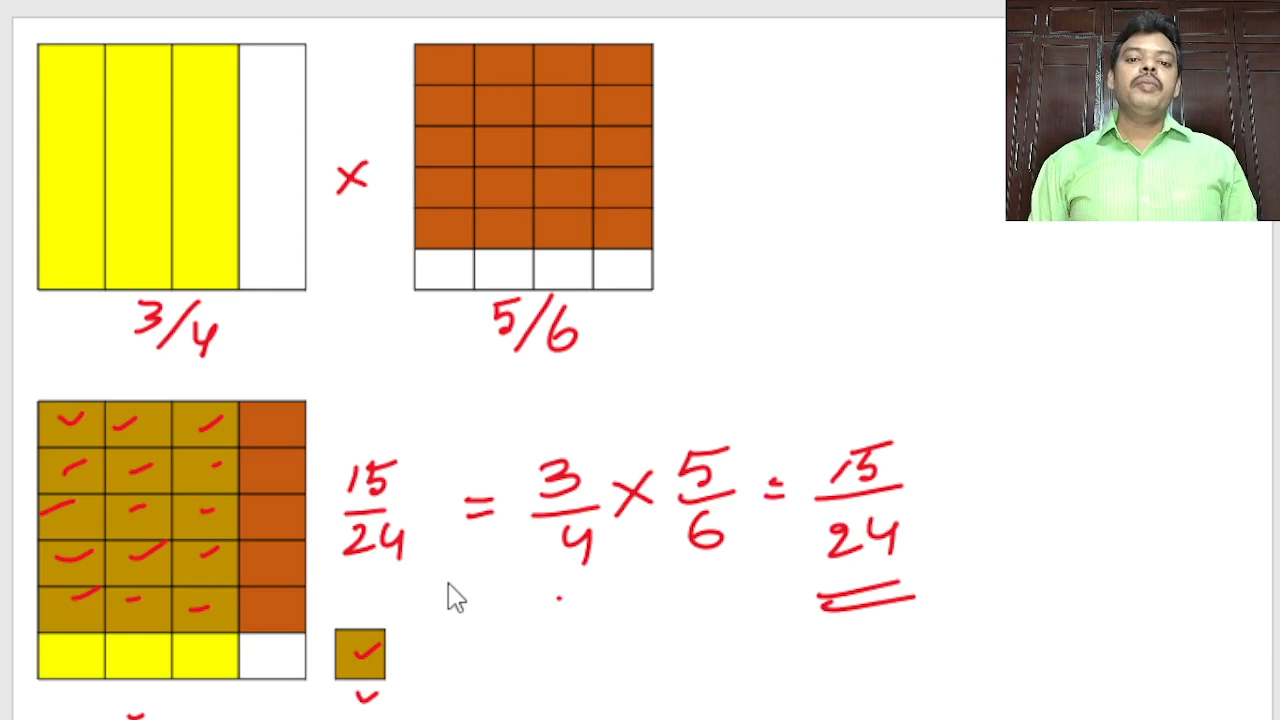 ×
3/4 5/6
15/24 = 3/4 × 5/6 = 15/24